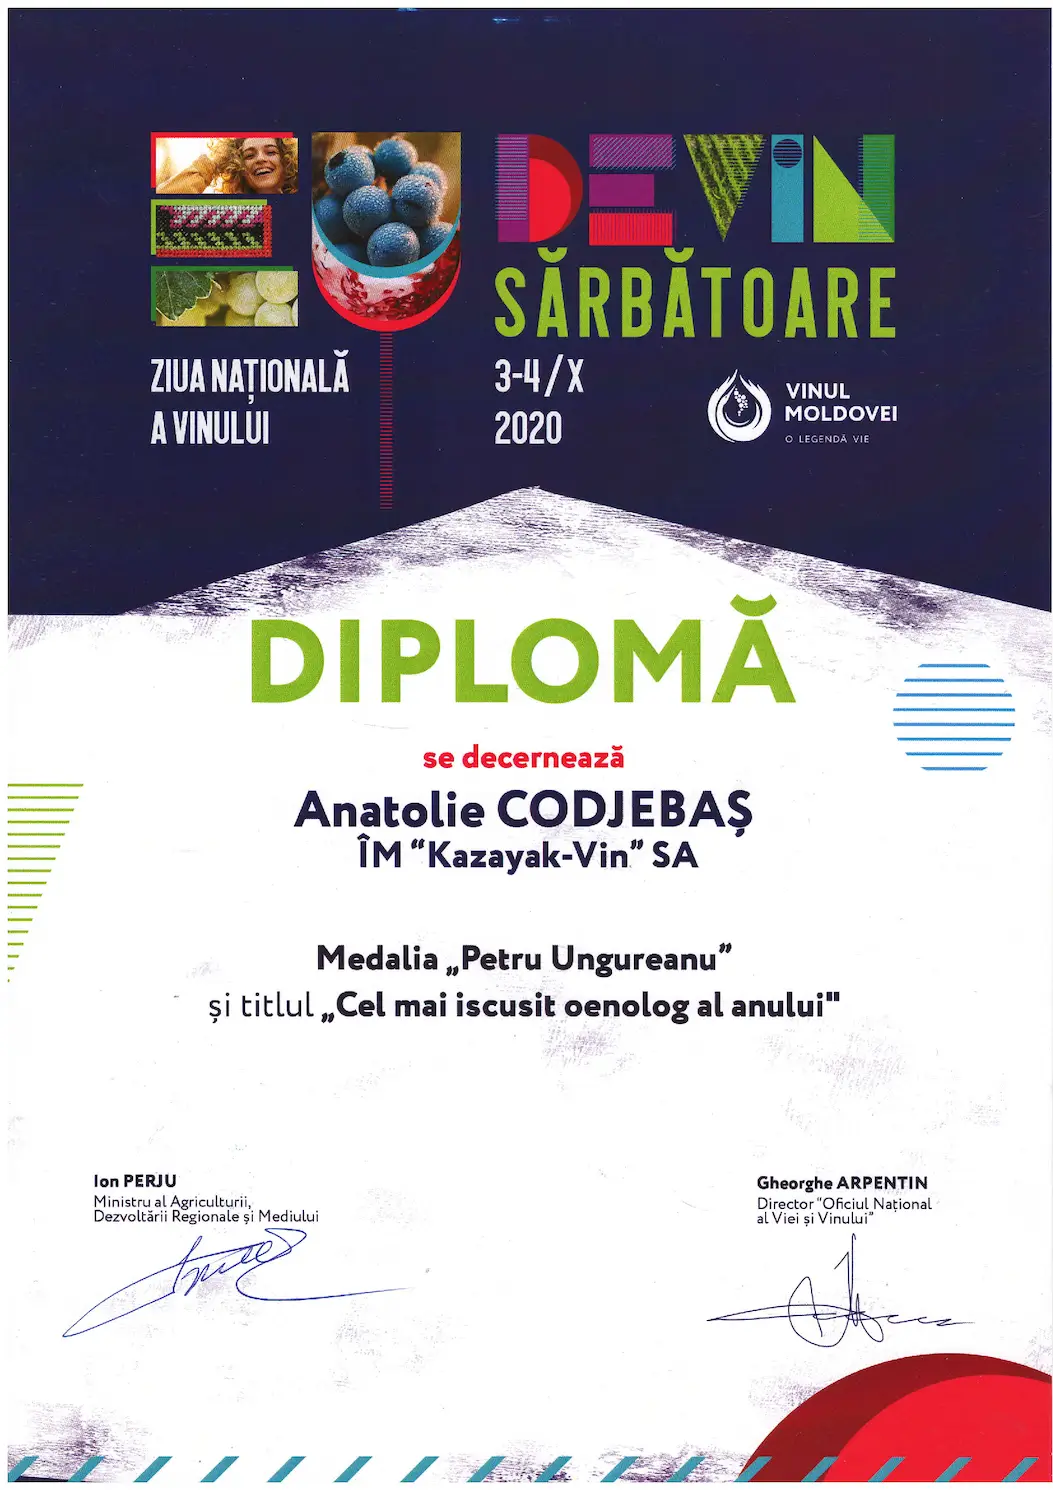 EU DEVIN
SĂRBĂTOARE
ZIUA NAȚIONALĂ
A VINULUI
3-4/X
2020
VINUL
MOLDOVEI
O LEGENDĂ VIE
DIPLOMĂ
se decernează
Anatolie CODJEBAȘ
ÎM “Kazayak-Vin” SA
Medalia „Petru Ungureanu”
și titlul „Cel mai iscusit oenolog al anului"
Ion PERJU
Ministru al Agriculturii,
Dezvoltării Regionale și Mediului
Gheorghe ARPENTIN
Director “Oficiul Național
al Viei și Vinului”